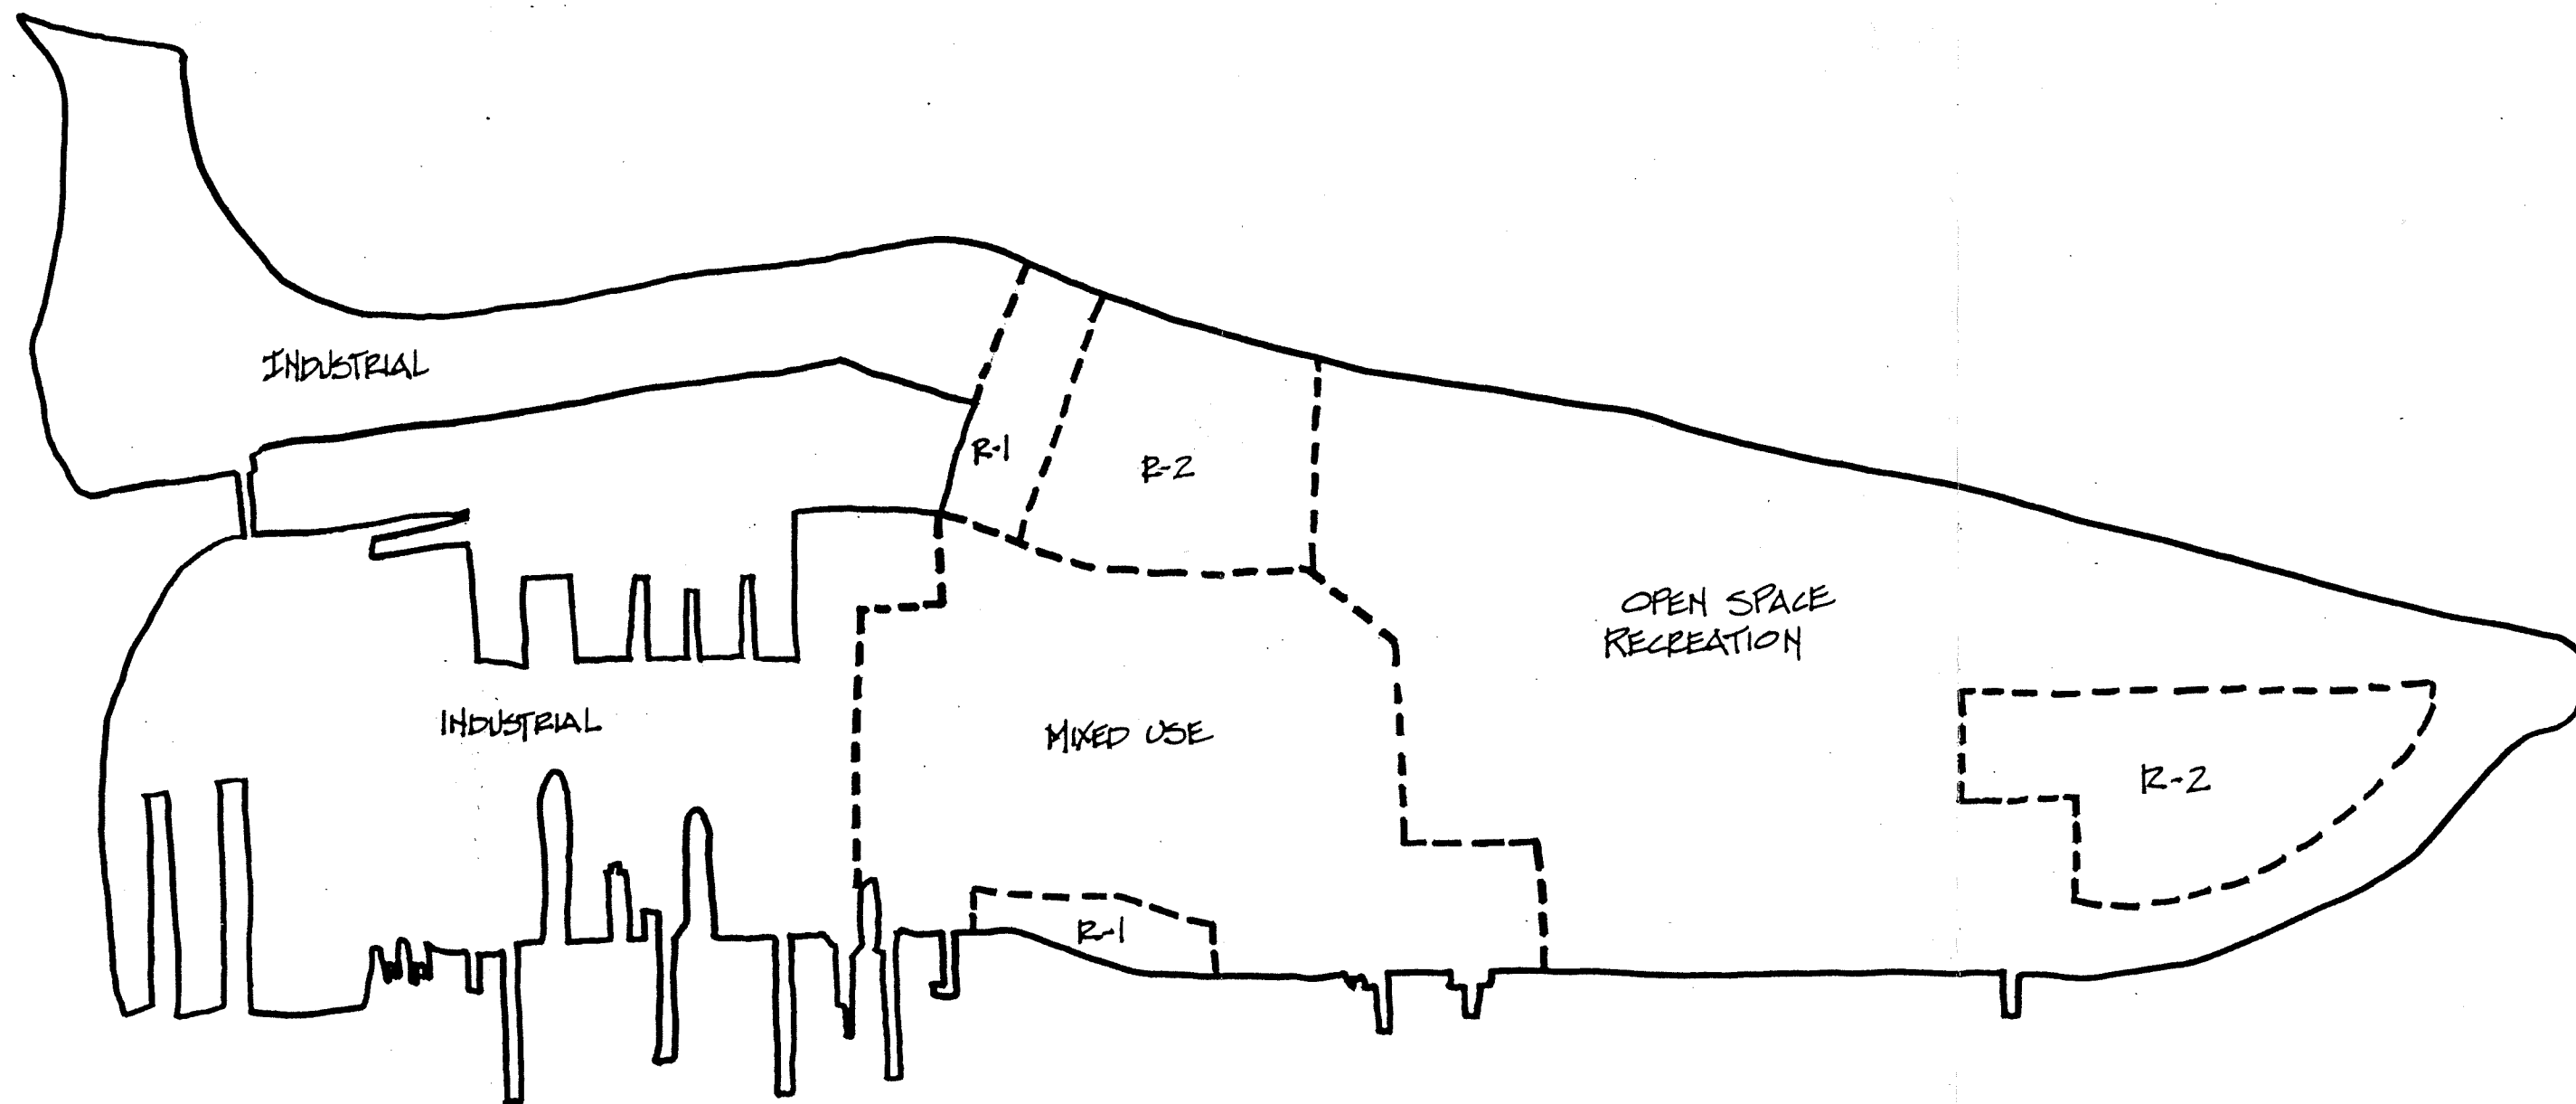 INDUSTRIAL
R-1
R-2
OPEN SPACE
RECREATION
INDUSTRIAL
MIXED USE
R-2
R-1